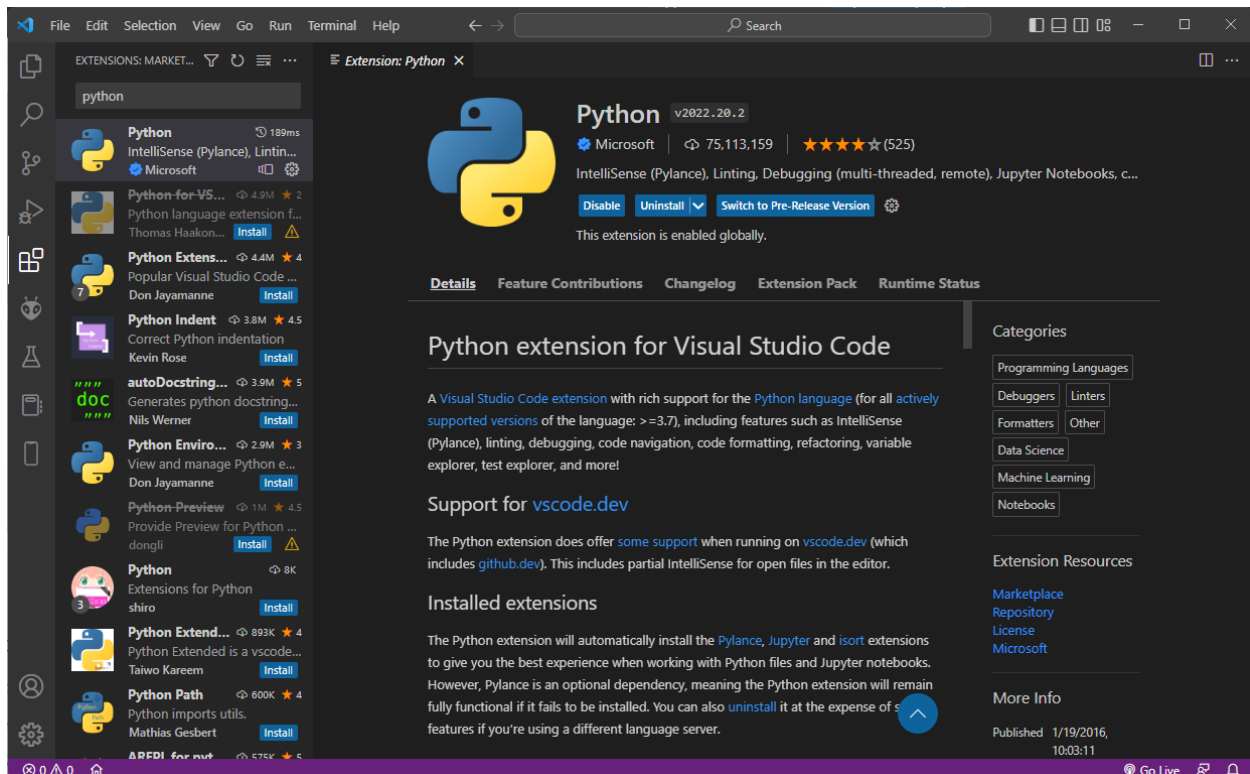 File Edit Selection View Go Run Terminal Help
Search
EXTENSIONS: MARKET...
python
Python 189ms
IntelliSense (Pylance), Lintin...
Microsoft
Python for VS... 4.9M 2
Python language extension f...
Thomas Haakon... Install
Python Extens... 4.4M 4
Popular Visual Studio Code ...
7
Don Jayamanne Install
Python Indent 3.8M 4.5
Correct Python indentation
Kevin Rose Install
""" autoDocstring... 3.9M 5
doc Generates python docstring...
""" Nils Werner Install
Python Enviro... 2.9M 3
View and manage Python e...
Don Jayamanne Install
Python Preview 1M 4.5
Provide Preview for Python ...
dongli Install
Python 8K
Extensions for Python
3 shiro Install
Python Extend... 893K 4
Python Extended is a vscode...
Taiwo Kareem Install
Python Path 600K 4
Python imports utils.
Mathias Gesbert Install
AREPL for pyt... 575K 5
Extension: Python
Python v2022.20.2
Microsoft 75,113,159 (525)
IntelliSense (Pylance), Linting, Debugging (multi-threaded, remote), Jupyter Notebooks, c...
Disable Uninstall Switch to Pre-Release Version
This extension is enabled globally.
Details Feature Contributions Changelog Extension Pack Runtime Status
Python extension for Visual Studio Code
A Visual Studio Code extension with rich support for the Python language (for all actively
supported versions of the language: >=3.7), including features such as IntelliSense
(Pylance), linting, debugging, code navigation, code formatting, refactoring, variable
explorer, test explorer, and more!
Support for vscode.dev
The Python extension does offer some support when running on vscode.dev (which
includes github.dev). This includes partial IntelliSense for open files in the editor.
Installed extensions
The Python extension will automatically install the Pylance, Jupyter and isort extensions
to give you the best experience when working with Python files and Jupyter notebooks.
However, Pylance is an optional dependency, meaning the Python extension will remain
fully functional if it fails to be installed. You can also uninstall it at the expense of
features if you're using a different language server.
Categories
Programming Languages
Debuggers Linters
Formatters Other
Data Science
Machine Learning
Notebooks
Extension Resources
Marketplace
Repository
License
Microsoft
More Info
Published 1/19/2016,
10:03:11
0 0 Go Live